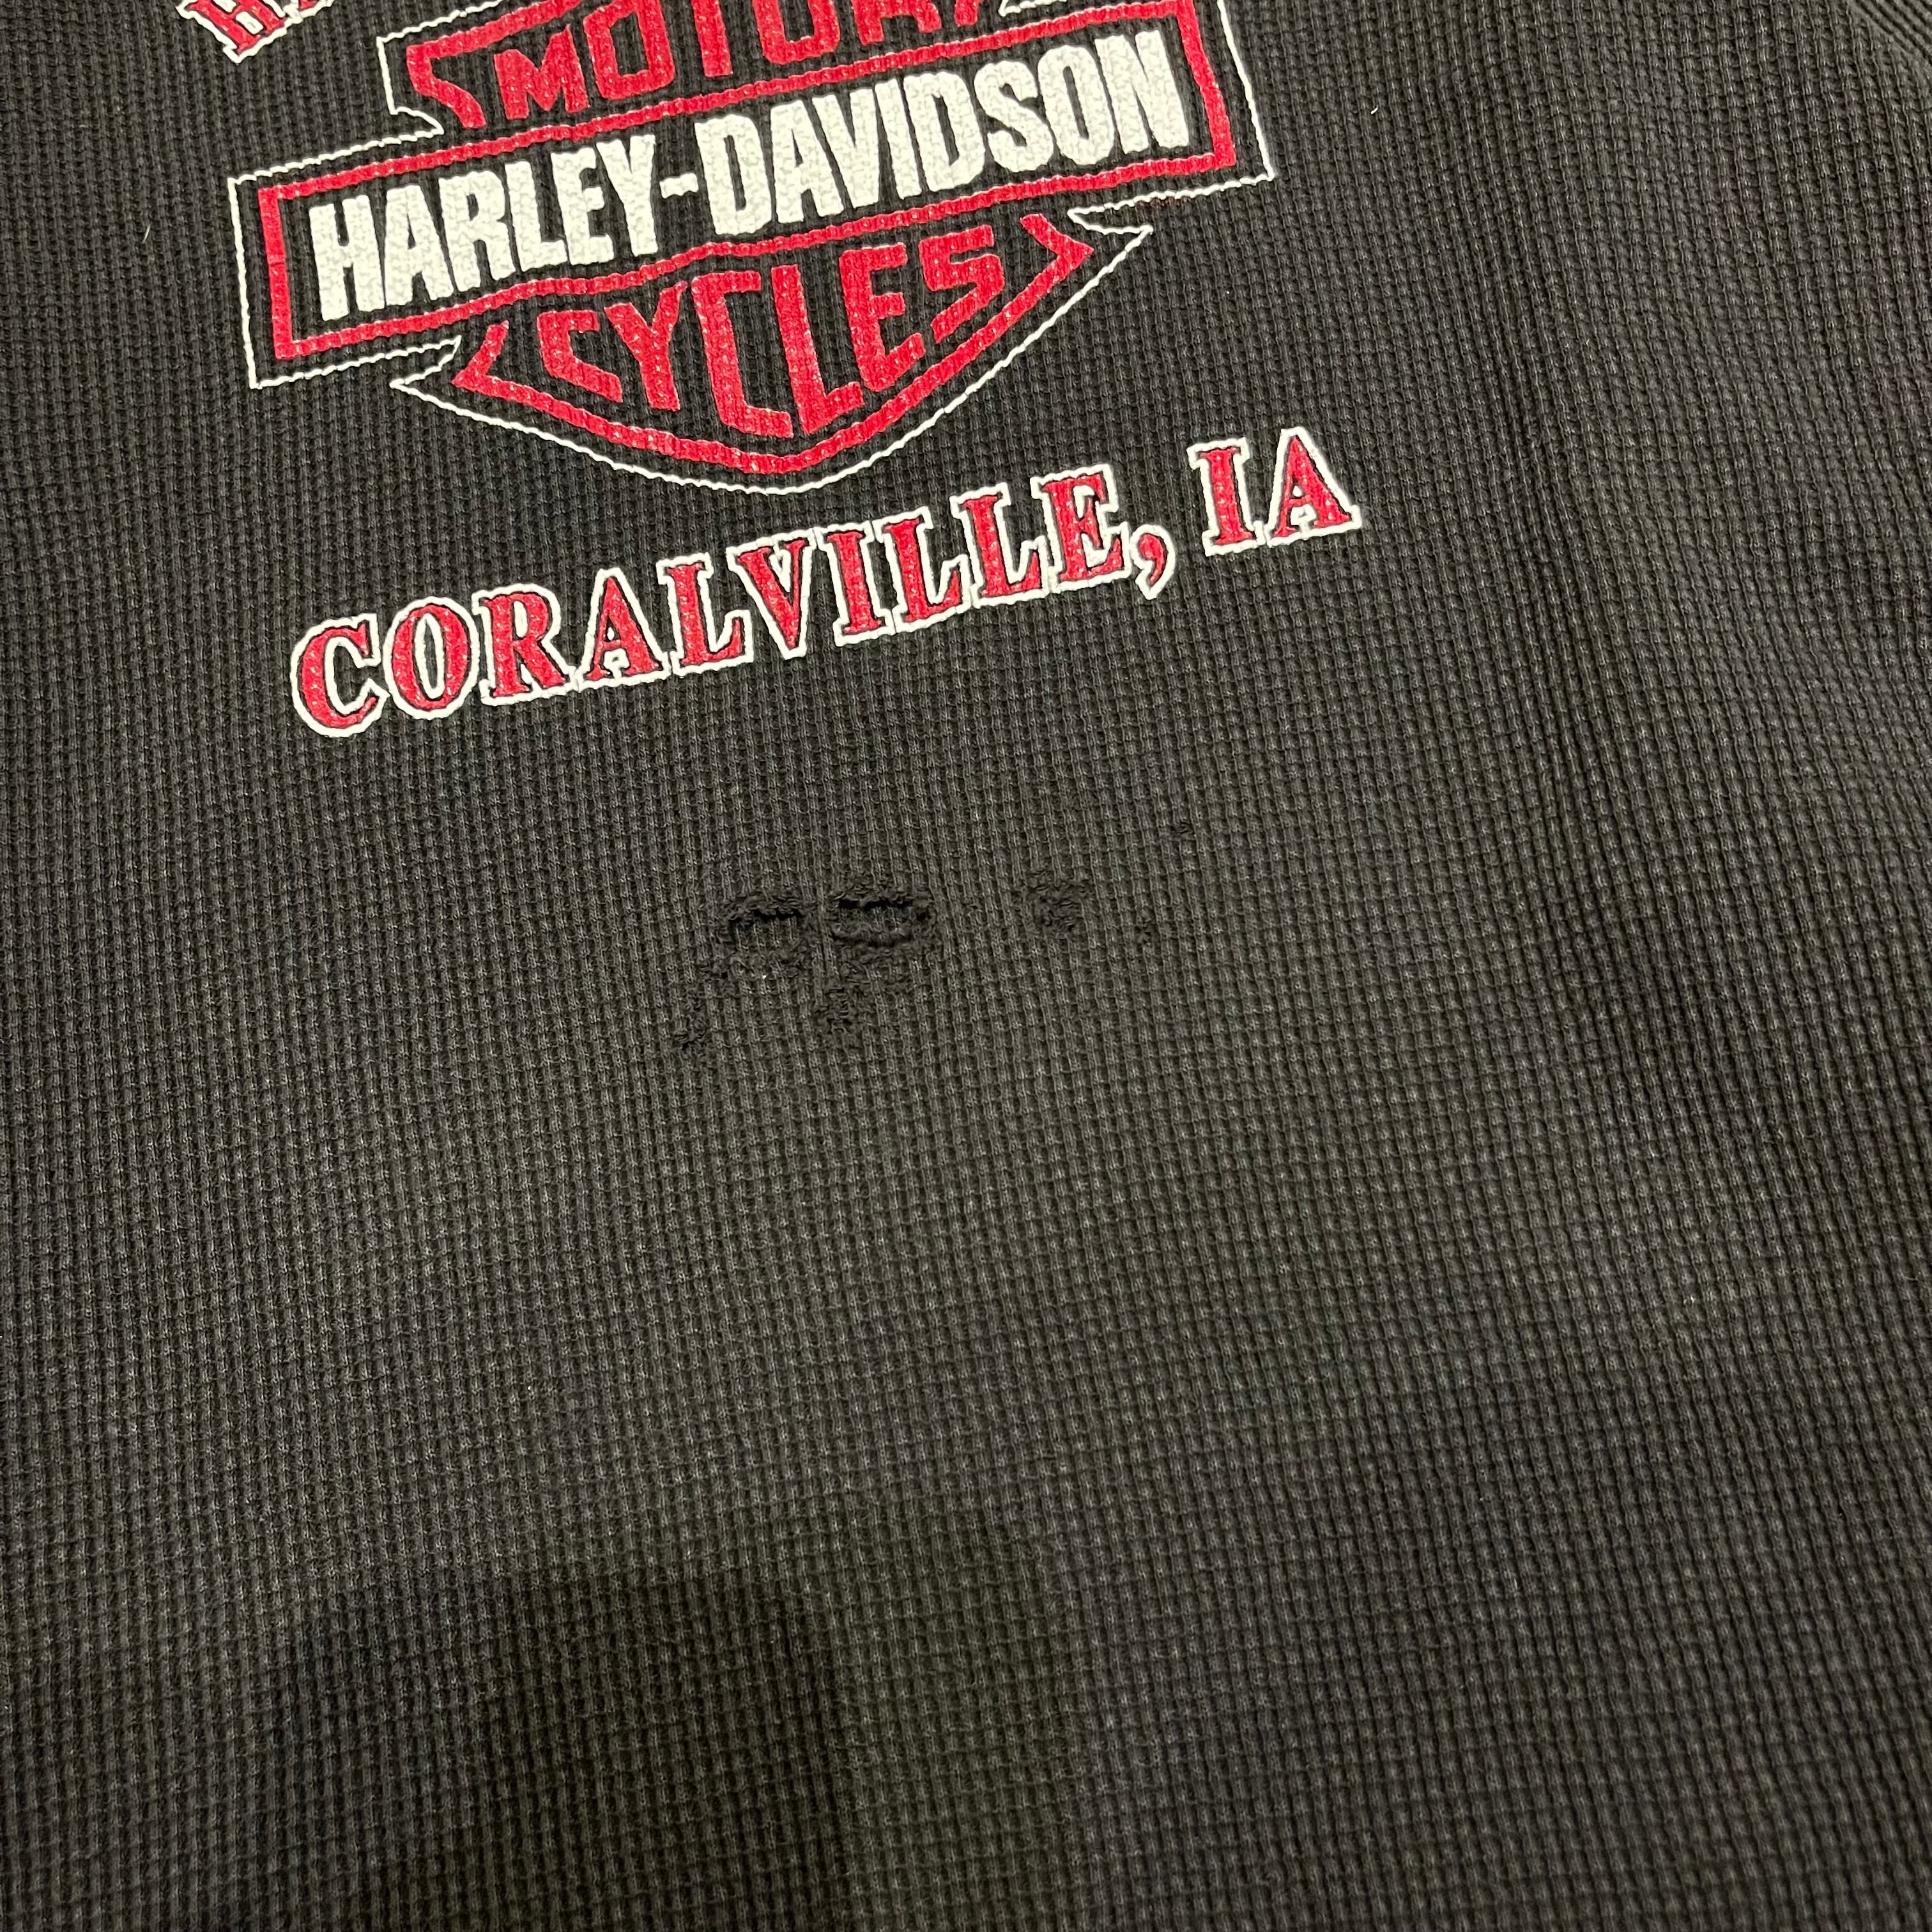 MOTOR
HARLEY-DAVIDSON
CYCLES
CORALVILLE, IA